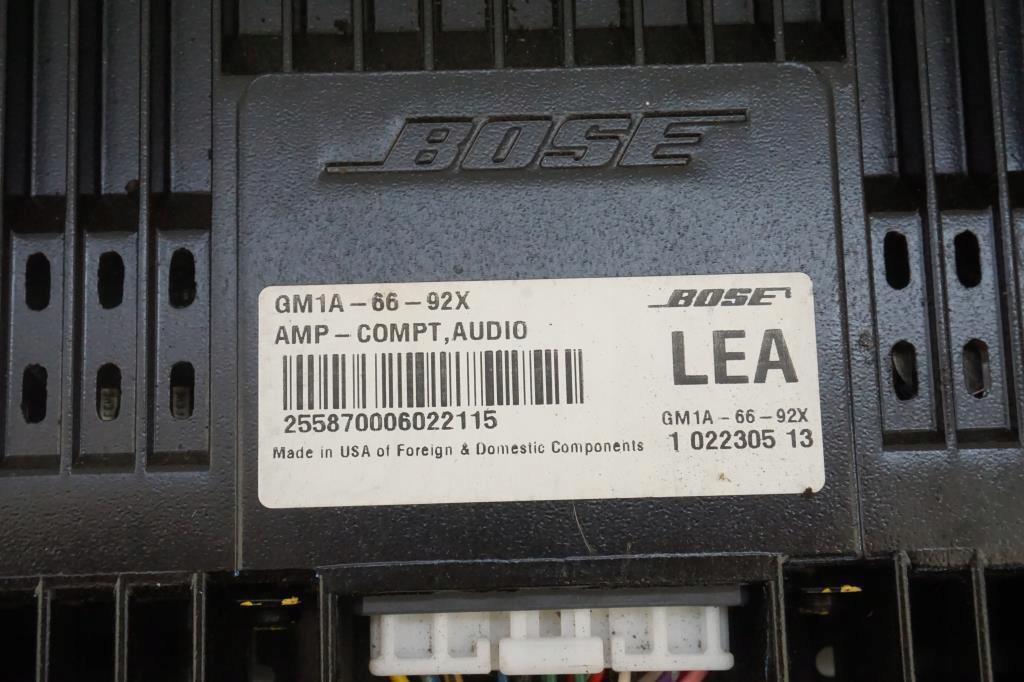 BOSE
GM1A-66-92X
BOSE
AMP-COMPT,AUDIO
LEA
255870006022115
GM1A-66-92X
Made in USA of Foreign & Domestic Components
1 022305 13